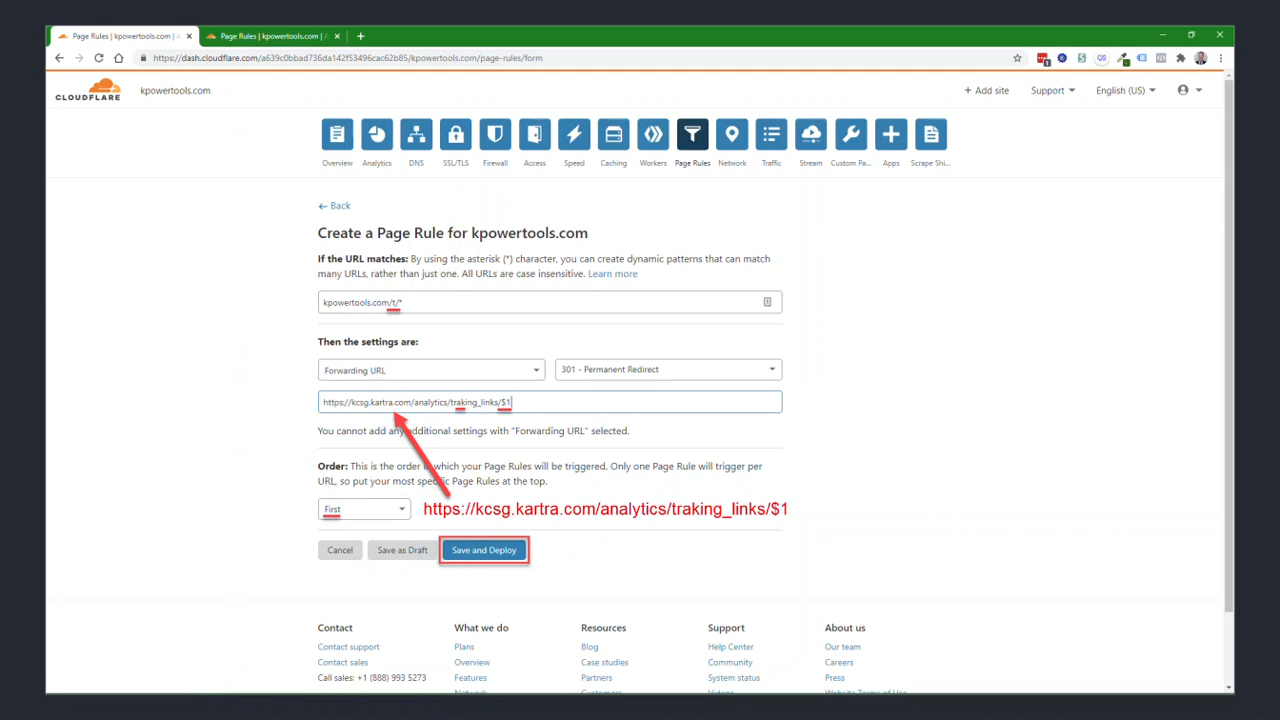 Page Rules | kpowertools.com | A
Page Rules | kpowertools.com | A
https://dash.cloudflare.com/a639c0bbad736da142f53496cac62b85/kpowertools.com/page-rules/form
CLOUDFLARE
kpowertools.com
+ Add site
Support
English (US)
Overview
Analytics
DNS
SSL/TLS
Firewall
Access
Speed
Caching
Workers
Page Rules
Network
Traffic
Stream
Custom Pa...
Apps
Scrape Shi...
← Back
Create a Page Rule for kpowertools.com
If the URL matches: By using the asterisk (*) character, you can create dynamic patterns that can match
many URLs, rather than just one. All URLs are case insensitive. Learn more
kpowertools.com/t/*
Then the settings are:
Forwarding URL
301 - Permanent Redirect
https://kcsg.kartra.com/analytics/traking_links/$1
You cannot add any additional settings with "Forwarding URL" selected.
Order: This is the order in which your Page Rules will be triggered. Only one Page Rule will trigger per
URL, so put your most specific Page Rules at the top.
First
https://kcsg.kartra.com/analytics/traking_links/$1
Cancel
Save as Draft
Save and Deploy
Contact
What we do
Resources
Support
About us
Contact support
Plans
Blog
Help Center
Our team
Contact sales
Overview
Case studies
Community
Careers
Call sales: +1 (888) 993 5273
Features
Partners
System status
Press
Network
Customers
Videos
Website Terms of Use